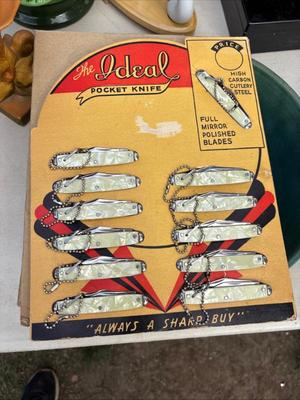 The Ideal
POCKET KNIFE
PRICE
HIGH
CARBON
CUTLERY
STEEL
FULL
MIRROR
POLISHED
BLADES
"ALWAYS A SHARP BUY"